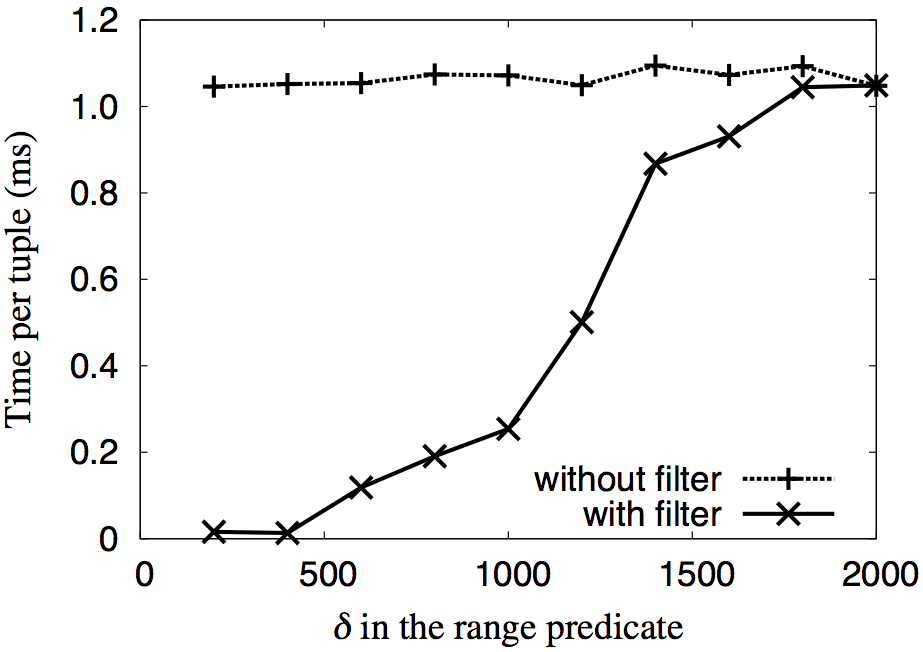 1.2
1.0
0.8
0.6
0.4
0.2
0
Time per tuple (ms)
without filter
with filter
0 500 1000 1500 2000
δ in the range predicate